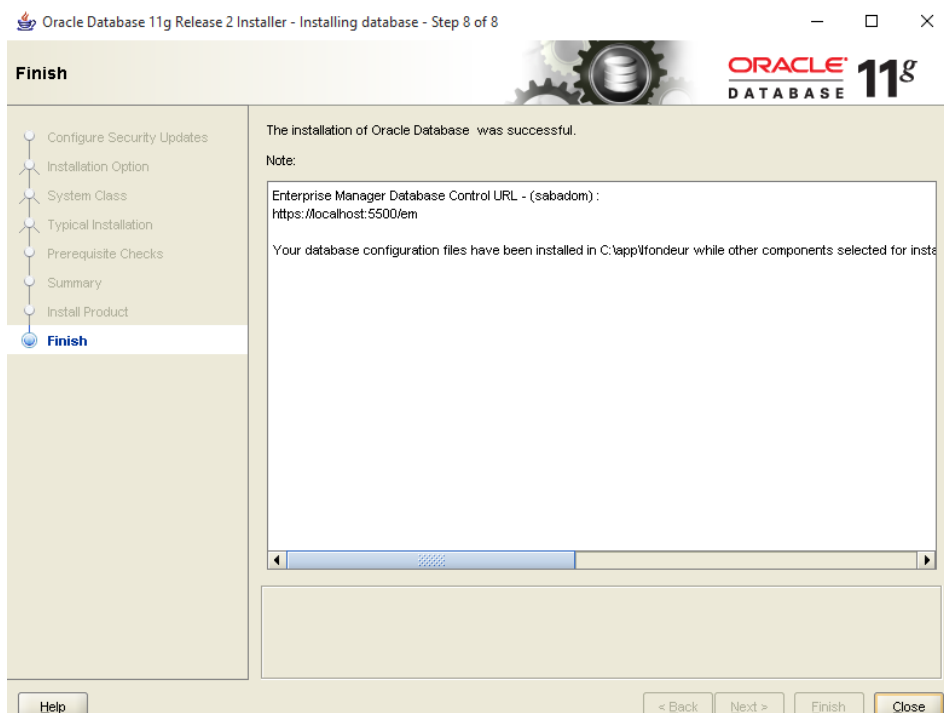 Oracle Database 11g Release 2 Installer - Installing database - Step 8 of 8
Finish
ORACLE 11g
DATABASE
Configure Security Updates
Installation Option
System Class
Typical Installation
Prerequisite Checks
Summary
Install Product
Finish
The installation of Oracle Database was successful.
Note:
Enterprise Manager Database Control URL - (sabadom) :
https://localhost:5500/em
Your database configuration files have been installed in C:\app\lfondeur while other components selected for insta
Help
< Back
Next >
Finish
Close